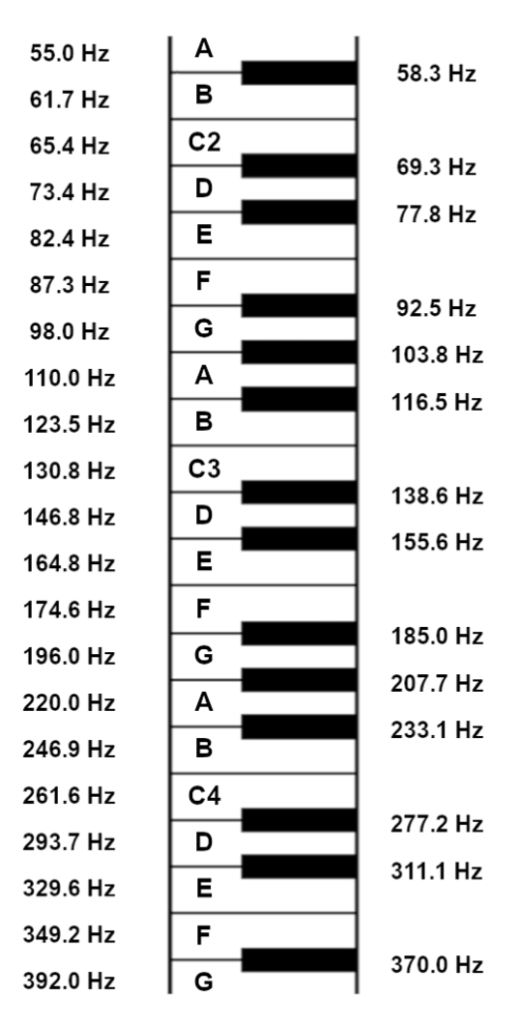 55.0 Hz A
58.3 Hz
61.7 Hz B
65.4 Hz C2
69.3 Hz
73.4 Hz D
77.8 Hz
82.4 Hz E
87.3 Hz F
92.5 Hz
98.0 Hz G
103.8 Hz
110.0 Hz A
116.5 Hz
123.5 Hz B
130.8 Hz C3
138.6 Hz
146.8 Hz D
155.6 Hz
164.8 Hz E
174.6 Hz F
185.0 Hz
196.0 Hz G
207.7 Hz
220.0 Hz A
233.1 Hz
246.9 Hz B
261.6 Hz C4
277.2 Hz
293.7 Hz D
311.1 Hz
329.6 Hz E
349.2 Hz F
370.0 Hz
392.0 Hz G